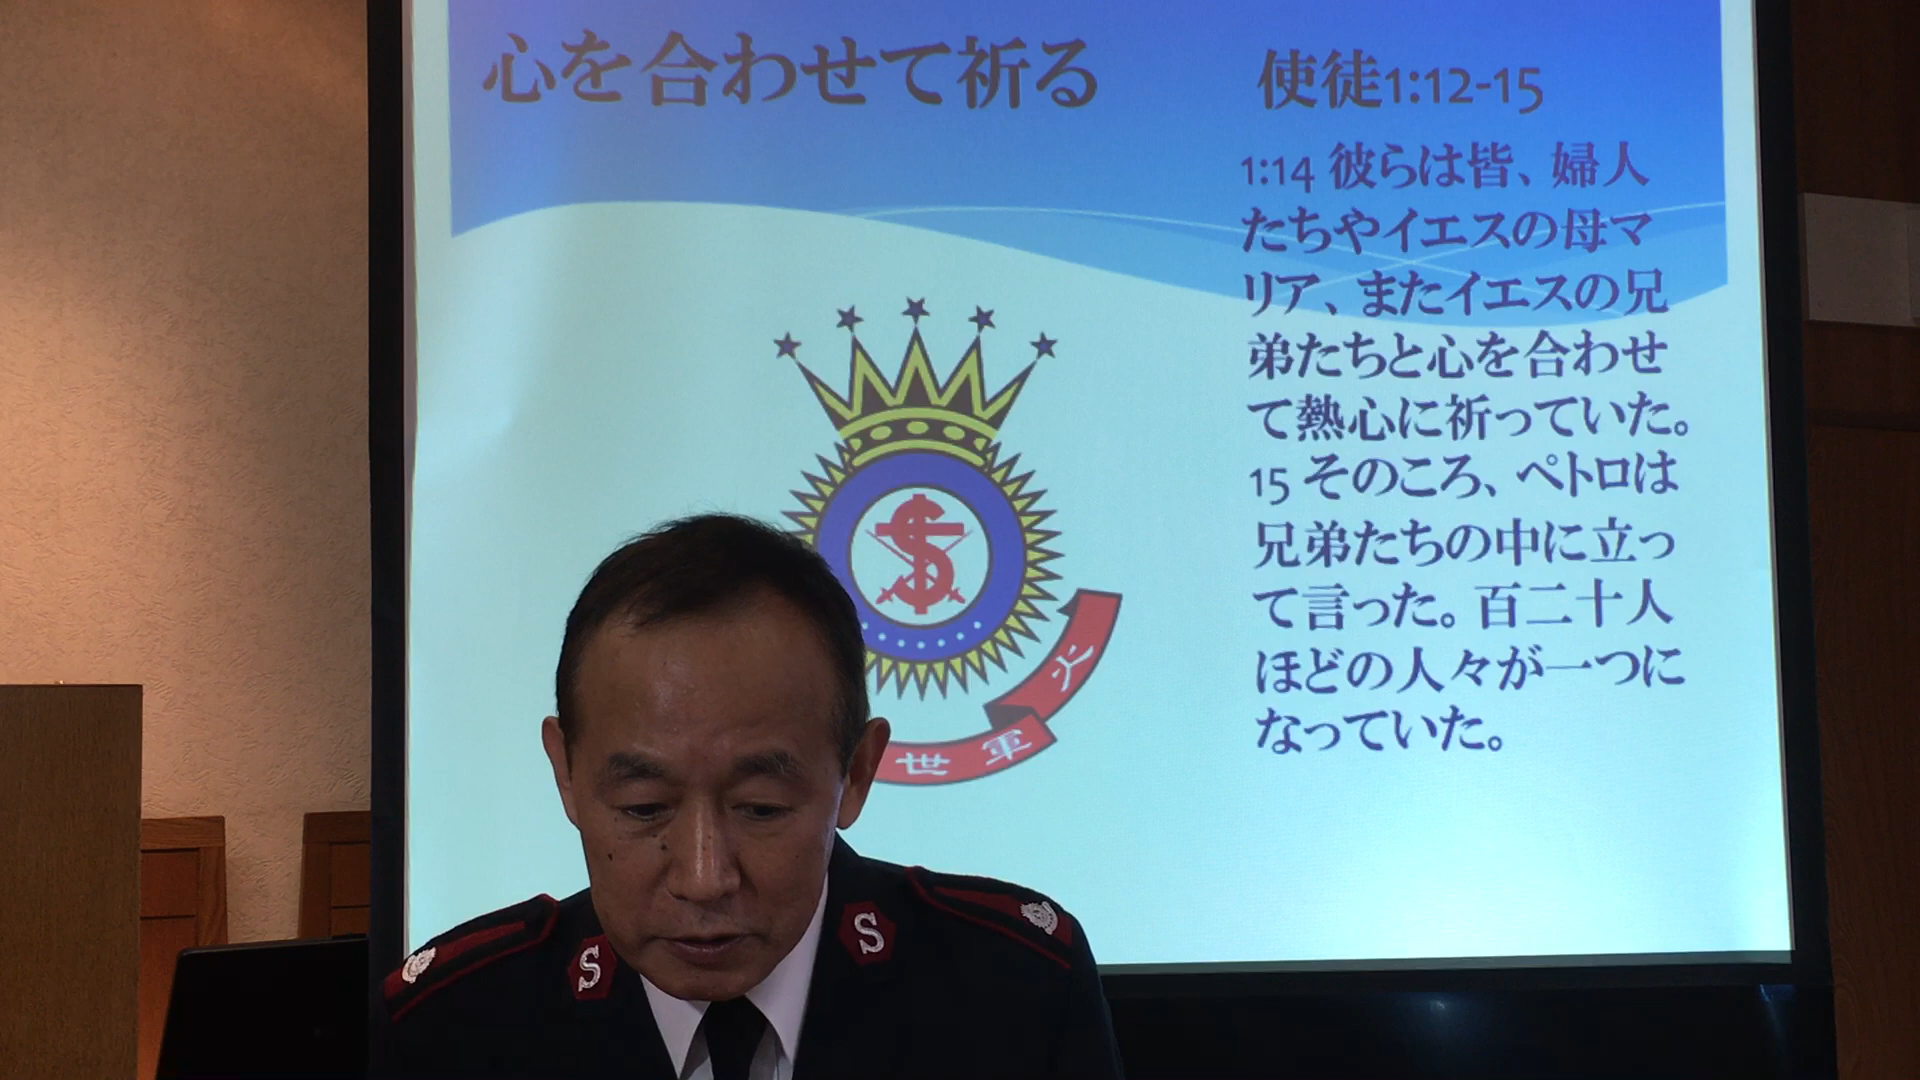 心を合わせて祈る
使徒1:12-15
1:14 彼らは皆、婦人
たちやイエスの母マ
リア、またイエスの兄
弟たちと心を合わせ
て熱心に祈っていた。
15 そのころ、ペトロは
兄弟たちの中に立っ
て言った。百二十人
ほどの人々が一つに
なっていた。
S
世軍
火
S
S